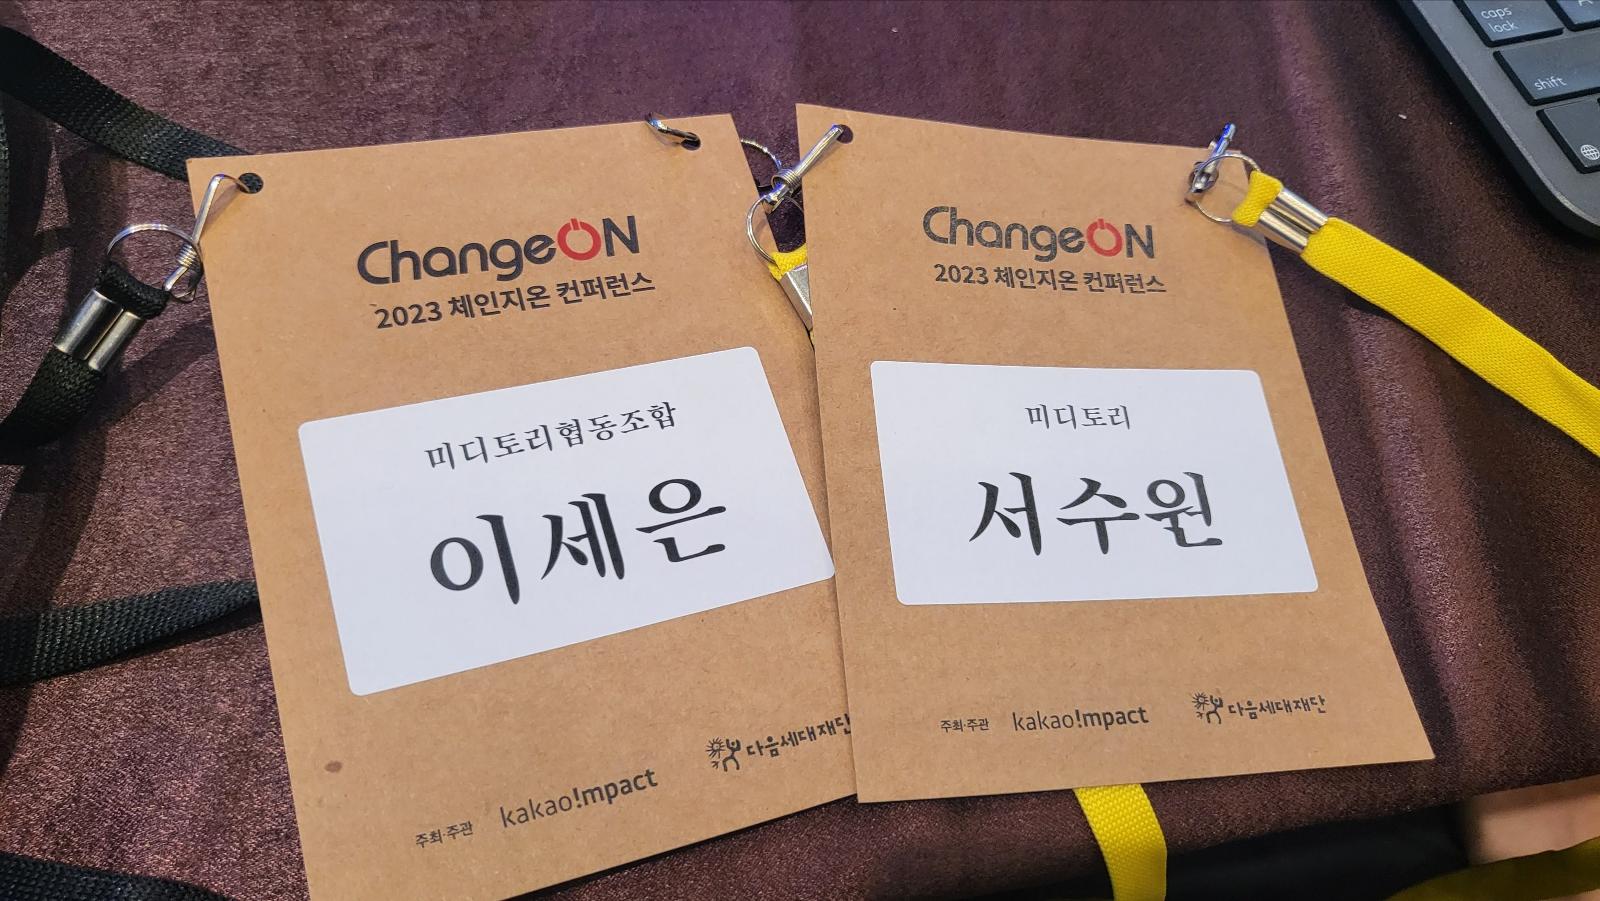 ChangeON
2023 체인지온 컨퍼런스
미디토리협동조합
이세은
주최·주관 kakao!mpact 다음세대재단
ChangeON
2023 체인지온 컨퍼런스
미디토리
서수원
주최·주관 kakao!mpact 다음세대재단
caps lock
shift